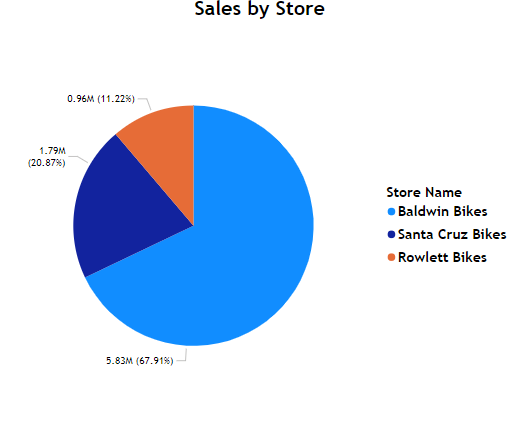 Sales by Store
0.96M (11.22%)
1.79M
(20.87%)
5.83M (67.91%)
Store Name
Baldwin Bikes
Santa Cruz Bikes
Rowlett Bikes